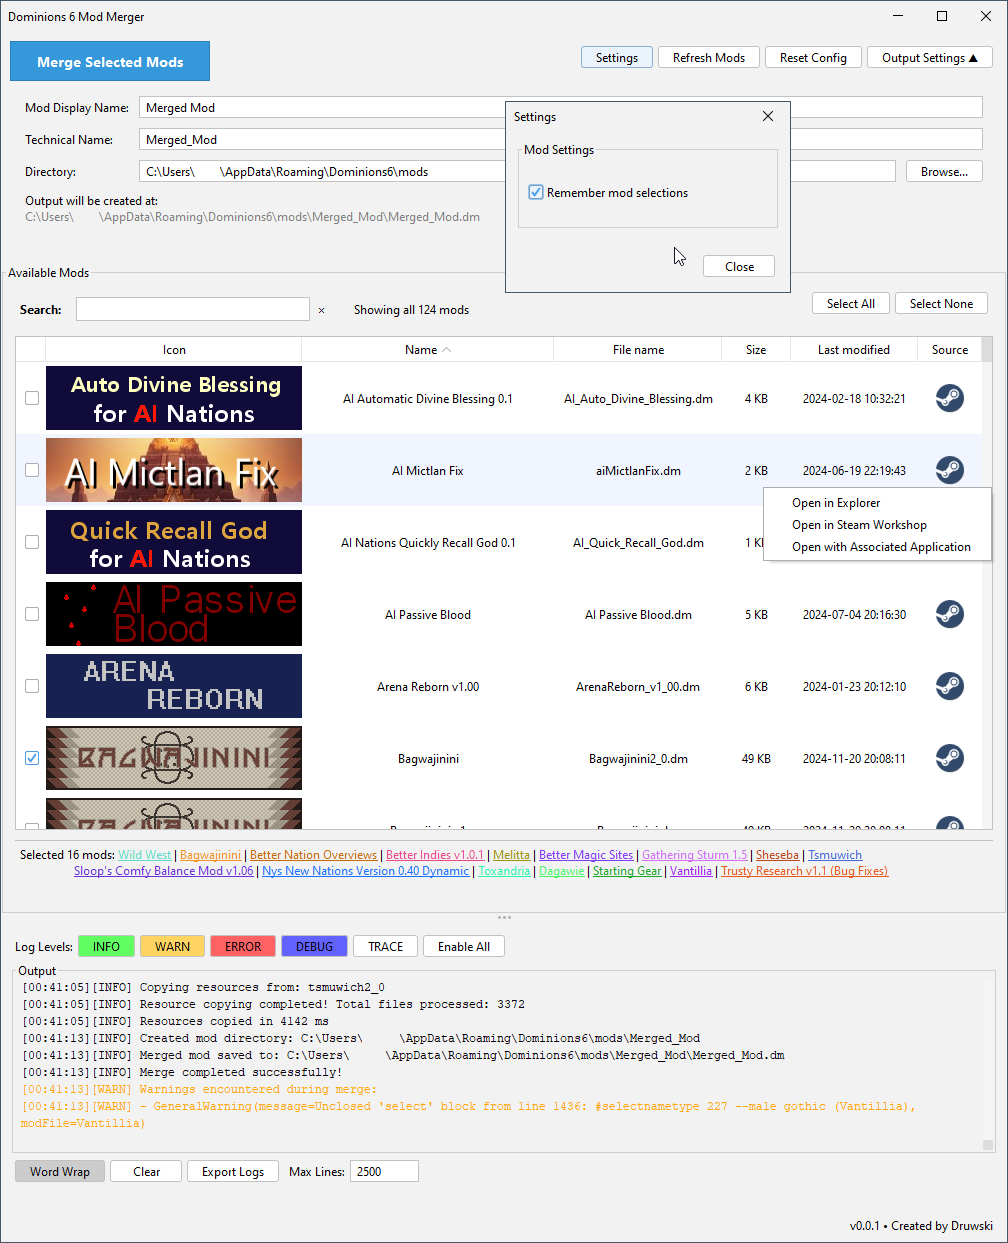 Dominions 6 Mod Merger
Merge Selected Mods
Settings
Refresh Mods
Reset Config
Output Settings ▲
Mod Display Name:
Merged Mod
Technical Name:
Merged_Mod
Directory:
C:\Users\ \AppData\Roaming\Dominions6\mods
Browse...
Output will be created at:
C:\Users\ \AppData\Roaming\Dominions6\mods\Merged_Mod\Merged_Mod.dm
Settings
Mod Settings
Remember mod selections
Close
Available Mods
Search:
×
Showing all 124 mods
Select All
Select None
Icon Name File name Size Last modified Source
Auto Divine Blessing
for AI Nations
AI Automatic Divine Blessing 0.1 AI_Auto_Divine_Blessing.dm 4 KB 2024-02-18 10:32:21
AI Mictlan Fix
AI Mictlan Fix aiMictlanFix.dm 2 KB 2024-06-19 22:19:43
Open in Explorer
Open in Steam Workshop
Open with Associated Application
Quick Recall God
for AI Nations
AI Nations Quickly Recall God 0.1 AI_Quick_Recall_God.dm 1
AI Passive
Blood
AI Passive Blood AI Passive Blood.dm 5 KB 2024-07-04 20:16:30
ARENA
REBORN
Arena Reborn v1.00 ArenaReborn_v1_00.dm 6 KB 2024-01-23 20:12:10
BAGWAJININI
Bagwajinini Bagwajinini2_0.dm 49 KB 2024-11-20 20:08:11
Selected 16 mods: Wild West | Bagwajinini | Better Nation Overviews | Better Indies v1.0.1 | Melitta | Better Magic Sites | Gathering Sturm 1.5 | Sheseba | Tsmuwich
Sloop's Comfy Balance Mod v1.06 | Nys New Nations Version 0.40 Dynamic | Toxandria | Dagawie | Starting Gear | Vantillia | Trusty Research v1.1 (Bug Fixes)
Log Levels:
INFO
WARN
ERROR
DEBUG
TRACE
Enable All
Output
[00:41:05][INFO] Copying resources from: tsmuwich2_0
[00:41:05][INFO] Resource copying completed! Total files processed: 3372
[00:41:05][INFO] Resources copied in 4142 ms
[00:41:13][INFO] Created mod directory: C:\Users\ \AppData\Roaming\Dominions6\mods\Merged_Mod
[00:41:13][INFO] Merged mod saved to: C:\Users\ \AppData\Roaming\Dominions6\mods\Merged_Mod\Merged_Mod.dm
[00:41:13][INFO] Merge completed successfully!
[00:41:13][WARN] Warnings encountered during merge:
[00:41:13][WARN] - GeneralWarning(message=Unclosed 'select' block from line 1436: #selectnametype 227 --male gothic (Vantillia),
modFile=Vantillia)
Word Wrap
Clear
Export Logs
Max Lines:
2500
v0.0.1 • Created by Druwski